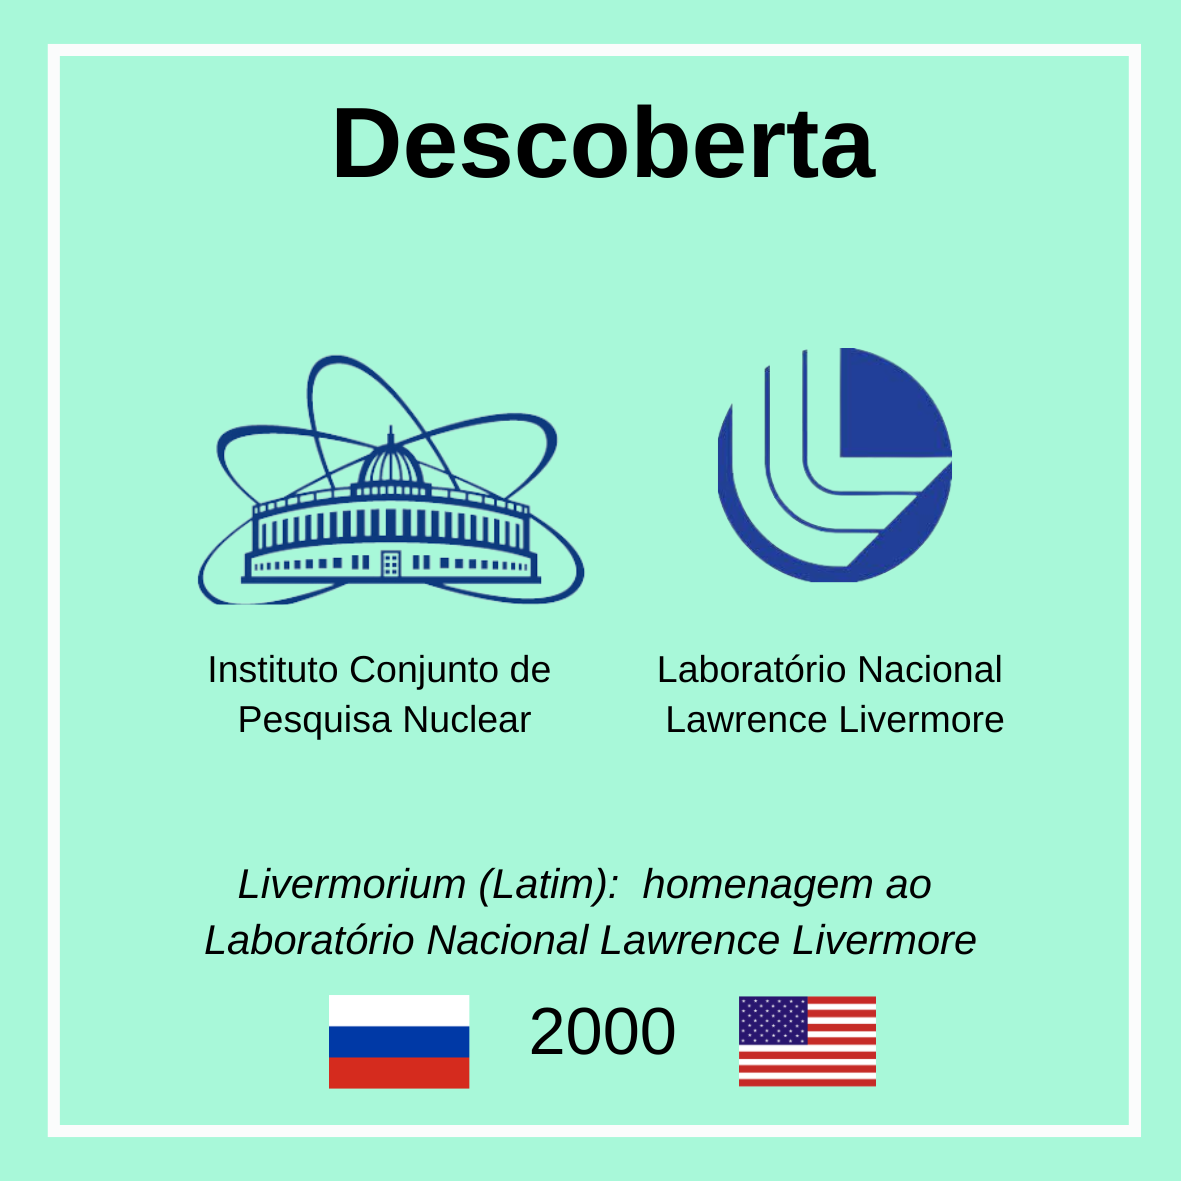 Descoberta
Instituto Conjunto de
Pesquisa Nuclear
Laboratório Nacional
Lawrence Livermore
Livermorium (Latim): homenagem ao
Laboratório Nacional Lawrence Livermore
2000